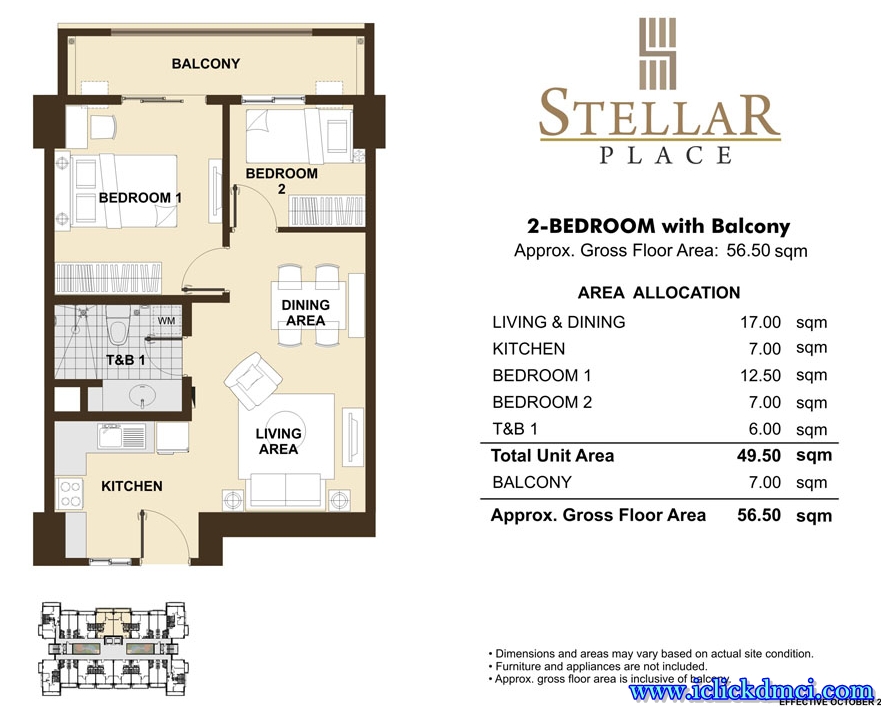 BALCONY
BEDROOM 1
BEDROOM
2
DINING
AREA
WM
T&B 1
LIVING
AREA
KITCHEN
STELLAR
PLACE
2-BEDROOM with Balcony
Approx. Gross Floor Area: 56.50 sqm
AREA ALLOCATION
LIVING & DINING 17.00 sqm
KITCHEN 7.00 sqm
BEDROOM 1 12.50 sqm
BEDROOM 2 7.00 sqm
T&B 1 6.00 sqm
Total Unit Area 49.50 sqm
BALCONY 7.00 sqm
Approx. Gross Floor Area 56.50 sqm
• Dimensions and areas may vary based on actual site condition.
• Furniture and appliances are not included.
• Approx. gross floor area is inclusive of balcony.
www.iclickdmci.com
EFFECTIVE OCTOBER 2